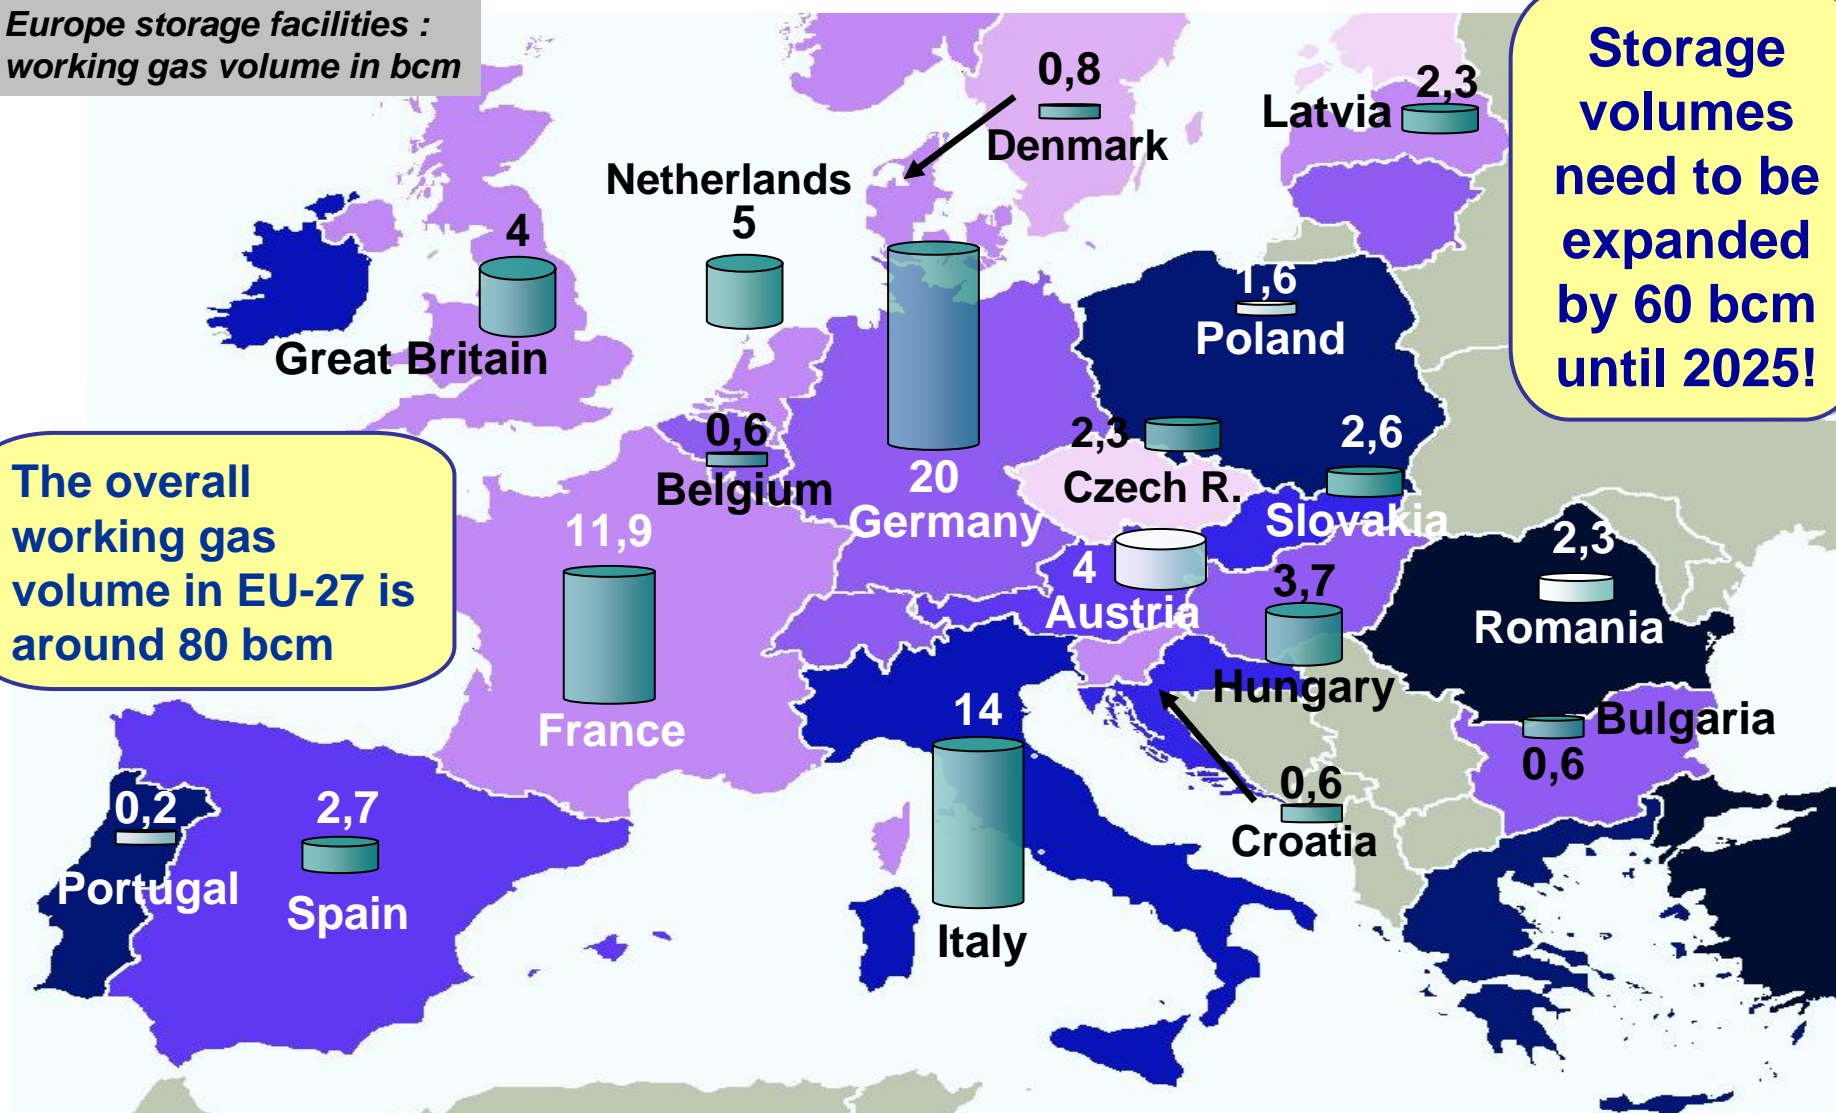 Europe storage facilities :
working gas volume in bcm
Storage
volumes
need to be
expanded
by 60 bcm
until 2025!
0,8
Denmark
2,3
Latvia
Netherlands
5
4
Great Britain
1,6
Poland
0,6
Belgium
20
Germany
2,3
Czech R.
2,6
Slovakia
The overall
working gas
volume in EU-27 is
around 80 bcm
11,9
France
4
Austria
3,7
Hungary
2,3
Romania
14
Italy
Bulgaria
0,6
0,6
Croatia
0,2
Portugal
2,7
Spain